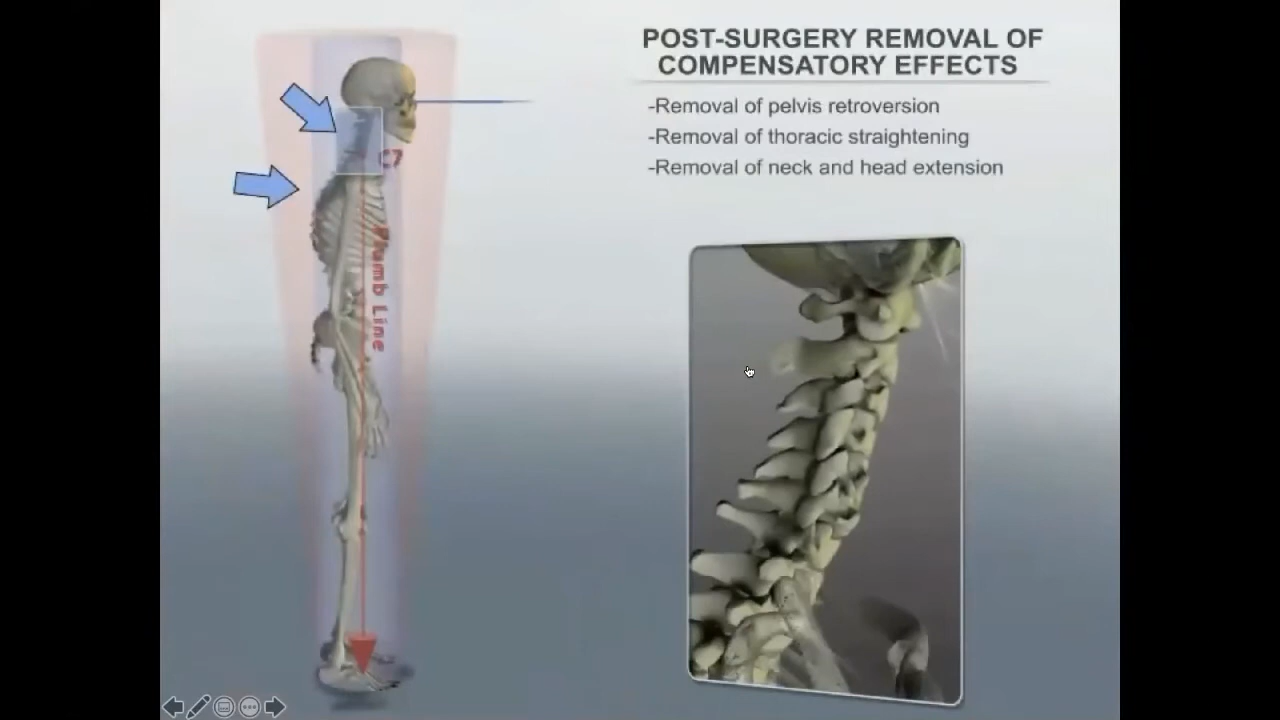 POST-SURGERY REMOVAL OF
COMPENSATORY EFFECTS
-Removal of pelvis retroversion
-Removal of thoracic straightening
-Removal of neck and head extension
C7
Plumb Line